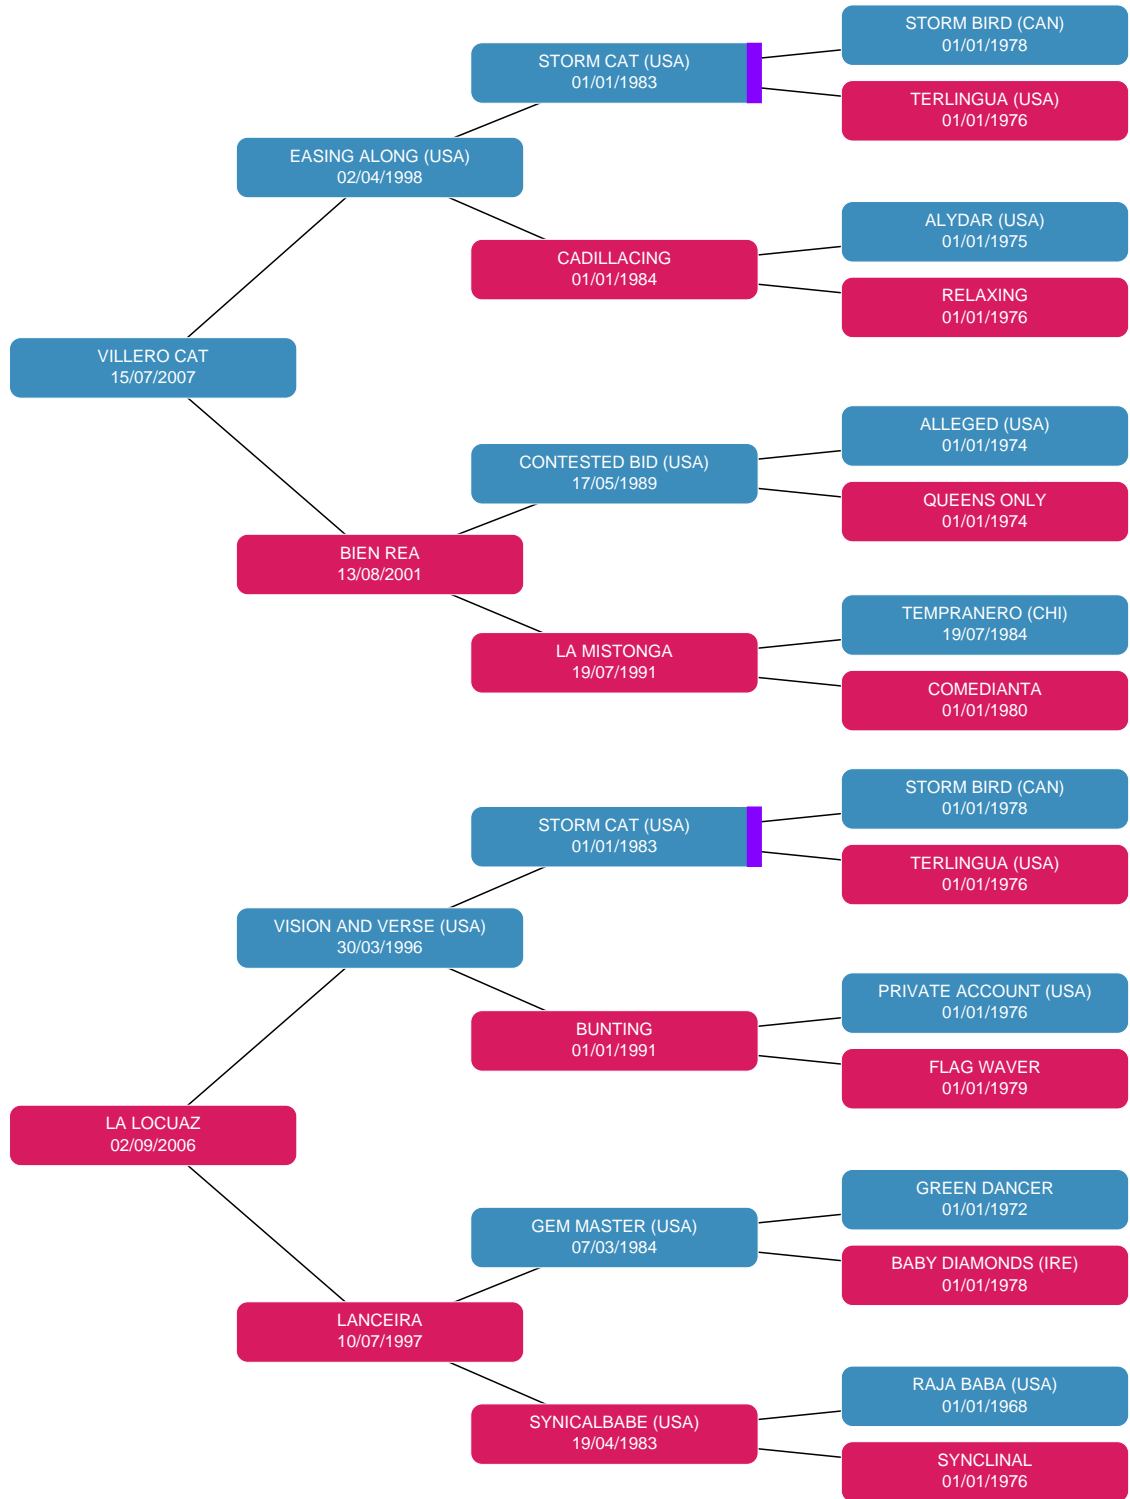 STORM BIRD (CAN)
01/01/1978
STORM CAT (USA)
01/01/1983
TERLINGUA (USA)
01/01/1976
EASING ALONG (USA)
02/04/1998
ALYDAR (USA)
01/01/1975
CADILLACING
01/01/1984
RELAXING
01/01/1976
VILLERO CAT
15/07/2007
ALLEGED (USA)
01/01/1974
CONTESTED BID (USA)
17/05/1989
QUEENS ONLY
01/01/1974
BIEN REA
13/08/2001
TEMPRANERO (CHI)
19/07/1984
LA MISTONGA
19/07/1991
COMEDIANTA
01/01/1980
STORM BIRD (CAN)
01/01/1978
STORM CAT (USA)
01/01/1983
TERLINGUA (USA)
01/01/1976
VISION AND VERSE (USA)
30/03/1996
PRIVATE ACCOUNT (USA)
01/01/1976
BUNTING
01/01/1991
FLAG WAVER
01/01/1979
LA LOCUAZ
02/09/2006
GREEN DANCER
01/01/1972
GEM MASTER (USA)
07/03/1984
BABY DIAMONDS (IRE)
01/01/1978
LANCEIRA
10/07/1997
RAJA BABA (USA)
01/01/1968
SYNICALBABE (USA)
19/04/1983
SYNCLINAL
01/01/1976